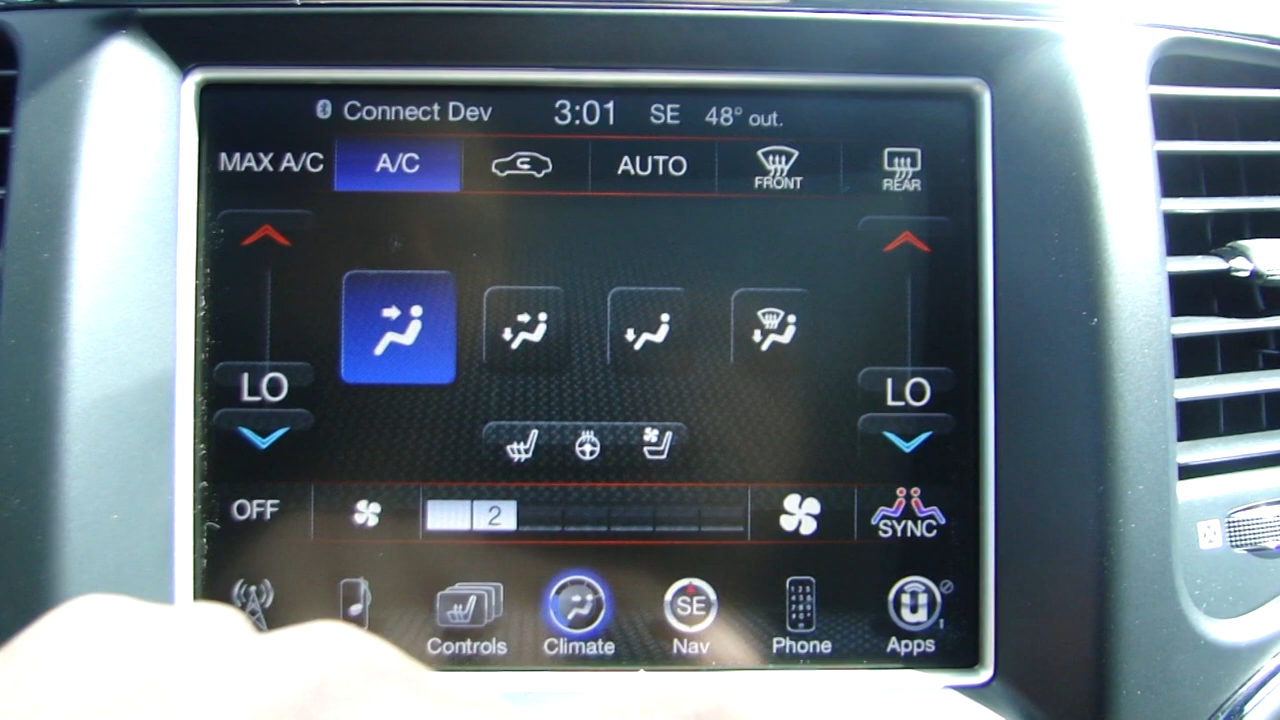 Connect Dev 3:01 SE 48° out.
MAX A/C A/C AUTO FRONT REAR
LO LO
OFF 2 SYNC
SE
Controls Climate Nav Phone Apps